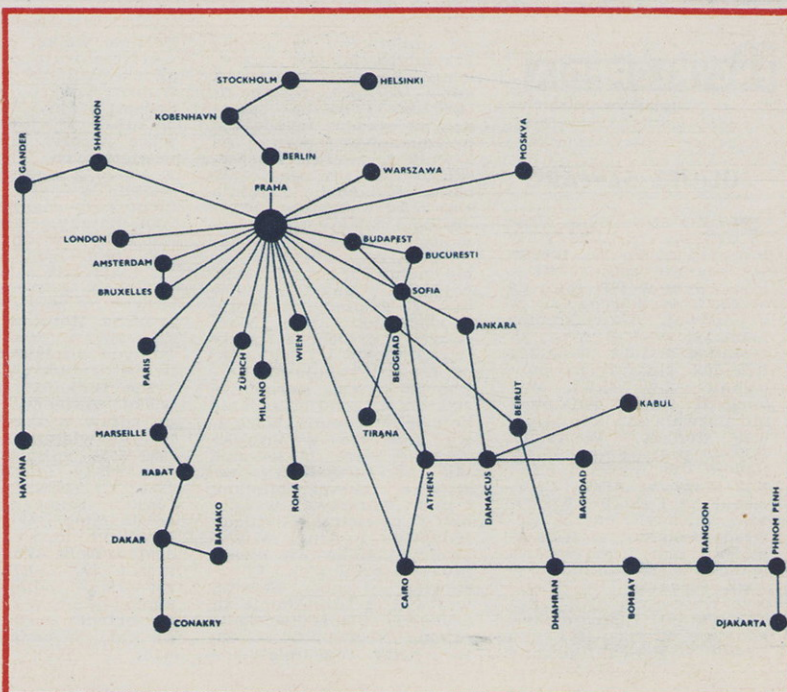 STOCKHOLM
HELSINKI
KOBENHAVN
SHANNON
GANDER
BERLIN
MOSKVA
WARSZAWA
PRAHA
LONDON
BUDAPEST
BUCURESTI
AMSTERDAM
BRUXELLES
SOFIA
ANKARA
WIEN
BEOGRAD
PARIS
ZÜRICH
MILANO
BEIRUT
KABUL
TIRANA
MARSEILLE
HAVANA
RABAT
ROMA
ATHENS
DAMASCUS
BAGHDAD
BAMAKO
DAKAR
RANGOON
PHNOM PENH
CAIRO
DHAHRAN
BOMBAY
CONAKRY
DJAKARTA